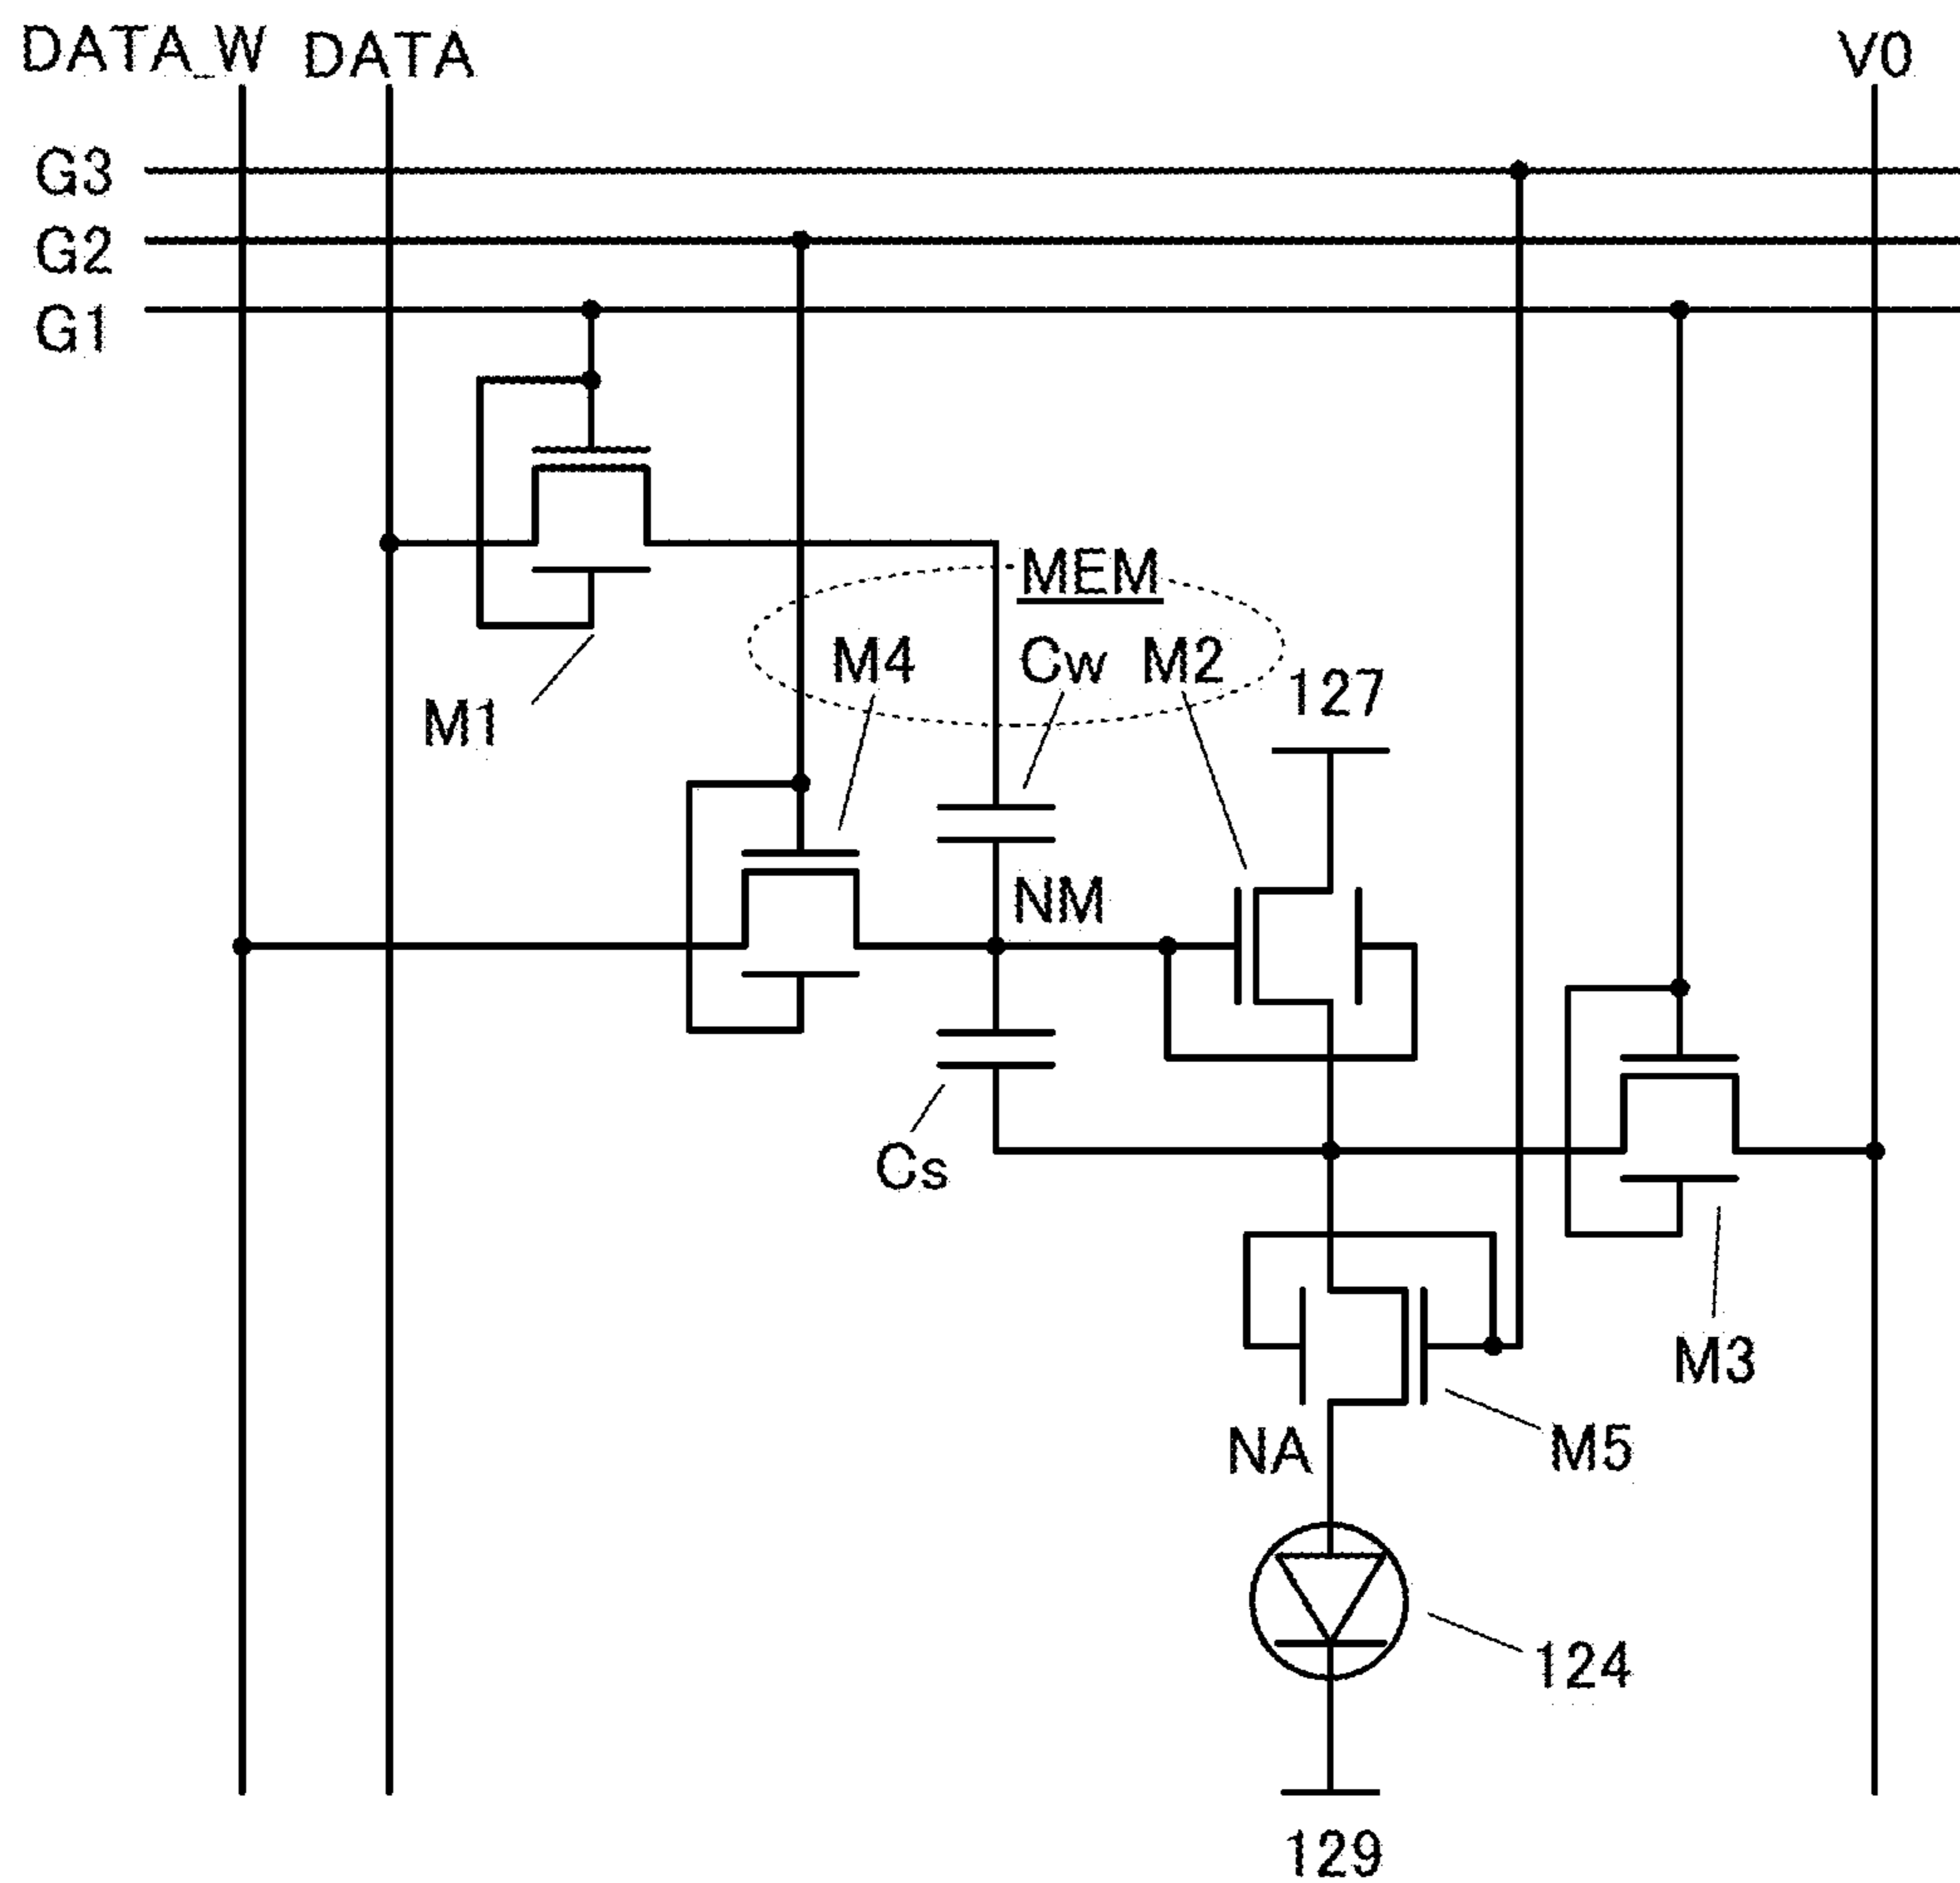 DATA_W DATA V0
G3
G2
G1
MEM
M4 Cw M2
127
M1
NM
Cs
M3
NA
M5
124
129